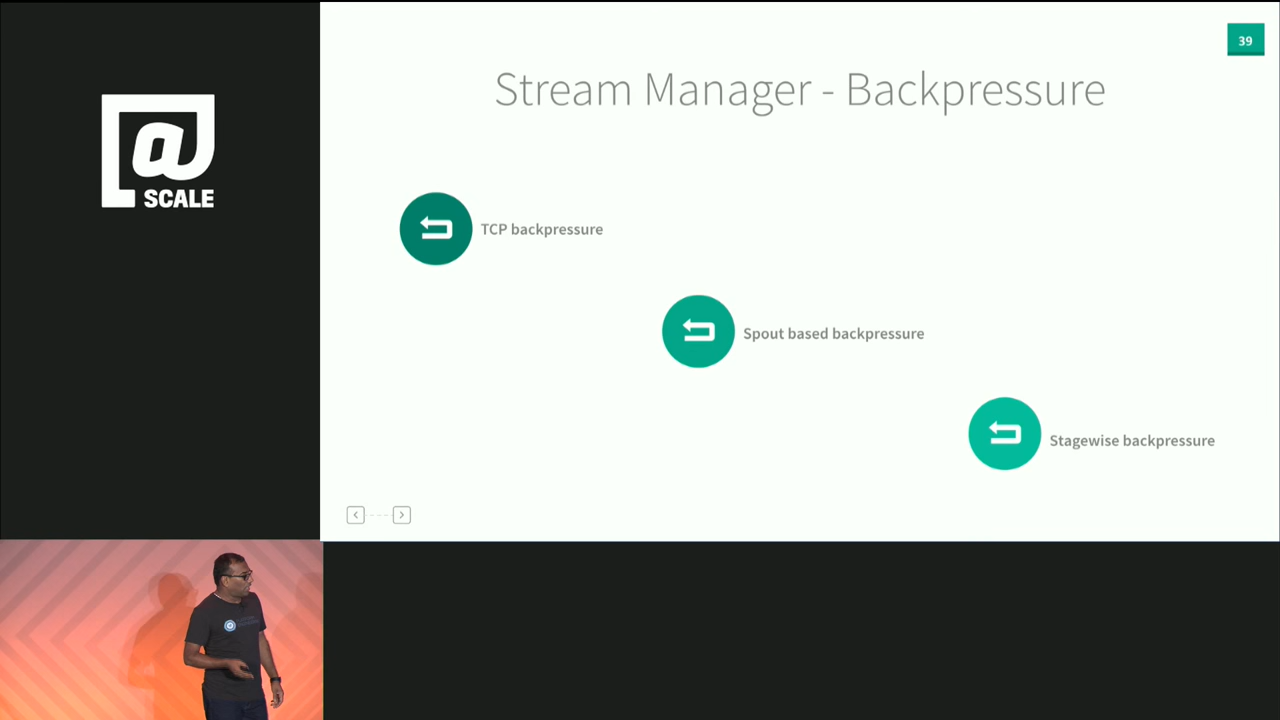 39
Stream Manager - Backpressure
@
SCALE
TCP backpressure
Spout based backpressure
Stagewise backpressure